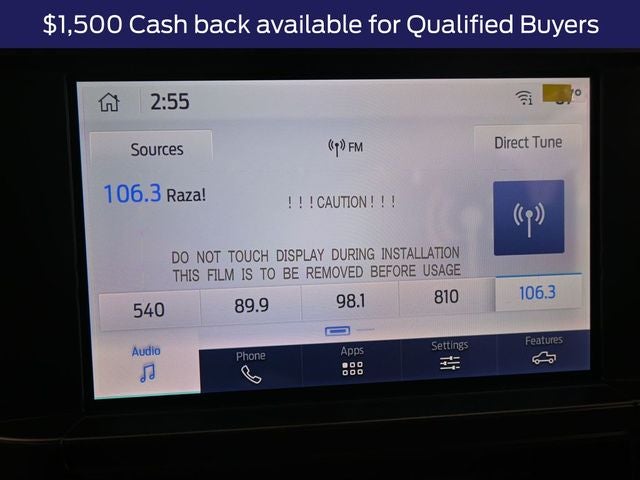 $1,500 Cash back available for Qualified Buyers
2:55
Sources
FM
Direct Tune
106.3 Raza!
! ! ! CAUTION ! ! !
DO NOT TOUCH DISPLAY DURING INSTALLATION
THIS FILM IS TO BE REMOVED BEFORE USAGE
540 89.9 98.1 810 106.3
Audio Phone Apps Settings Features